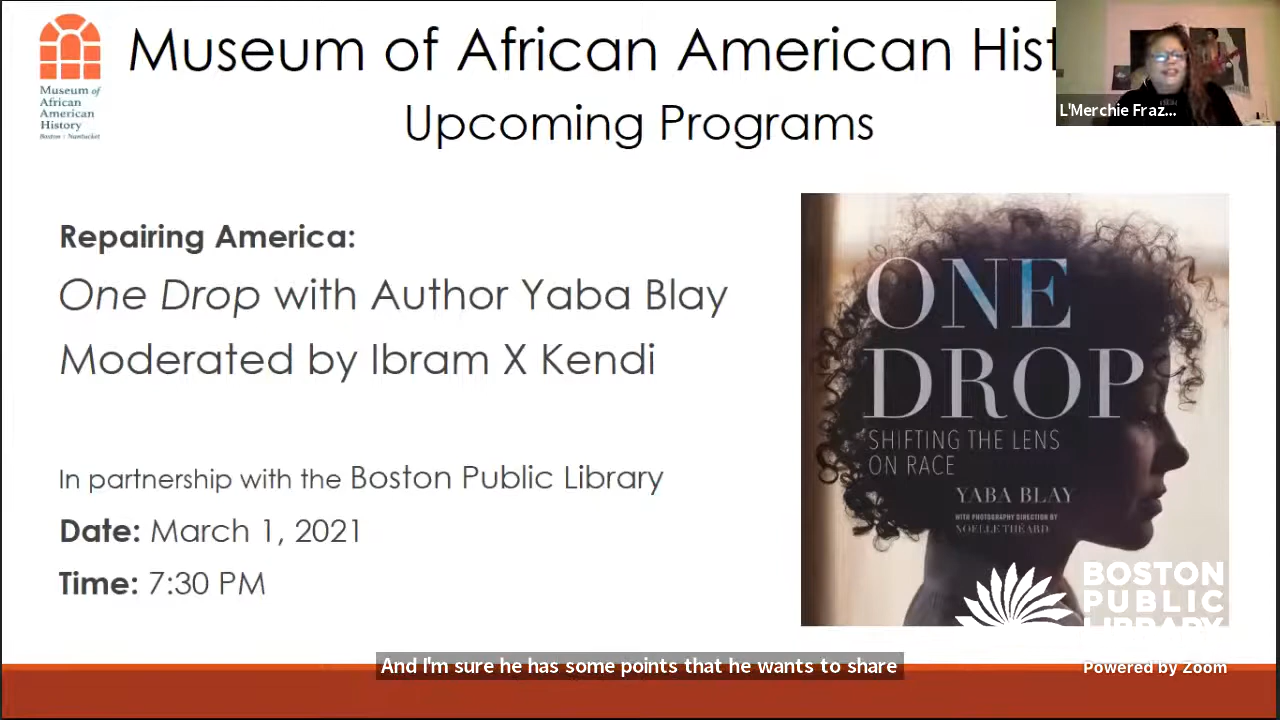 Museum of African American Hist
Upcoming Programs
Museum of
African
American
History
Boston | Nantucket
L'Merchie Fraz...
Repairing America:
One Drop with Author Yaba Blay
Moderated by Ibram X Kendi
In partnership with the Boston Public Library
Date: March 1, 2021
Time: 7:30 PM
ONE
DROP
SHIFTING THE LENS
ON RACE
YABA BLAY
WITH PHOTOGRAPHY DIRECTION BY
NOELLE THÉARD
BOSTON
PUBLIC
LIBRARY
And I'm sure he has some points that he wants to share
Powered by Zoom